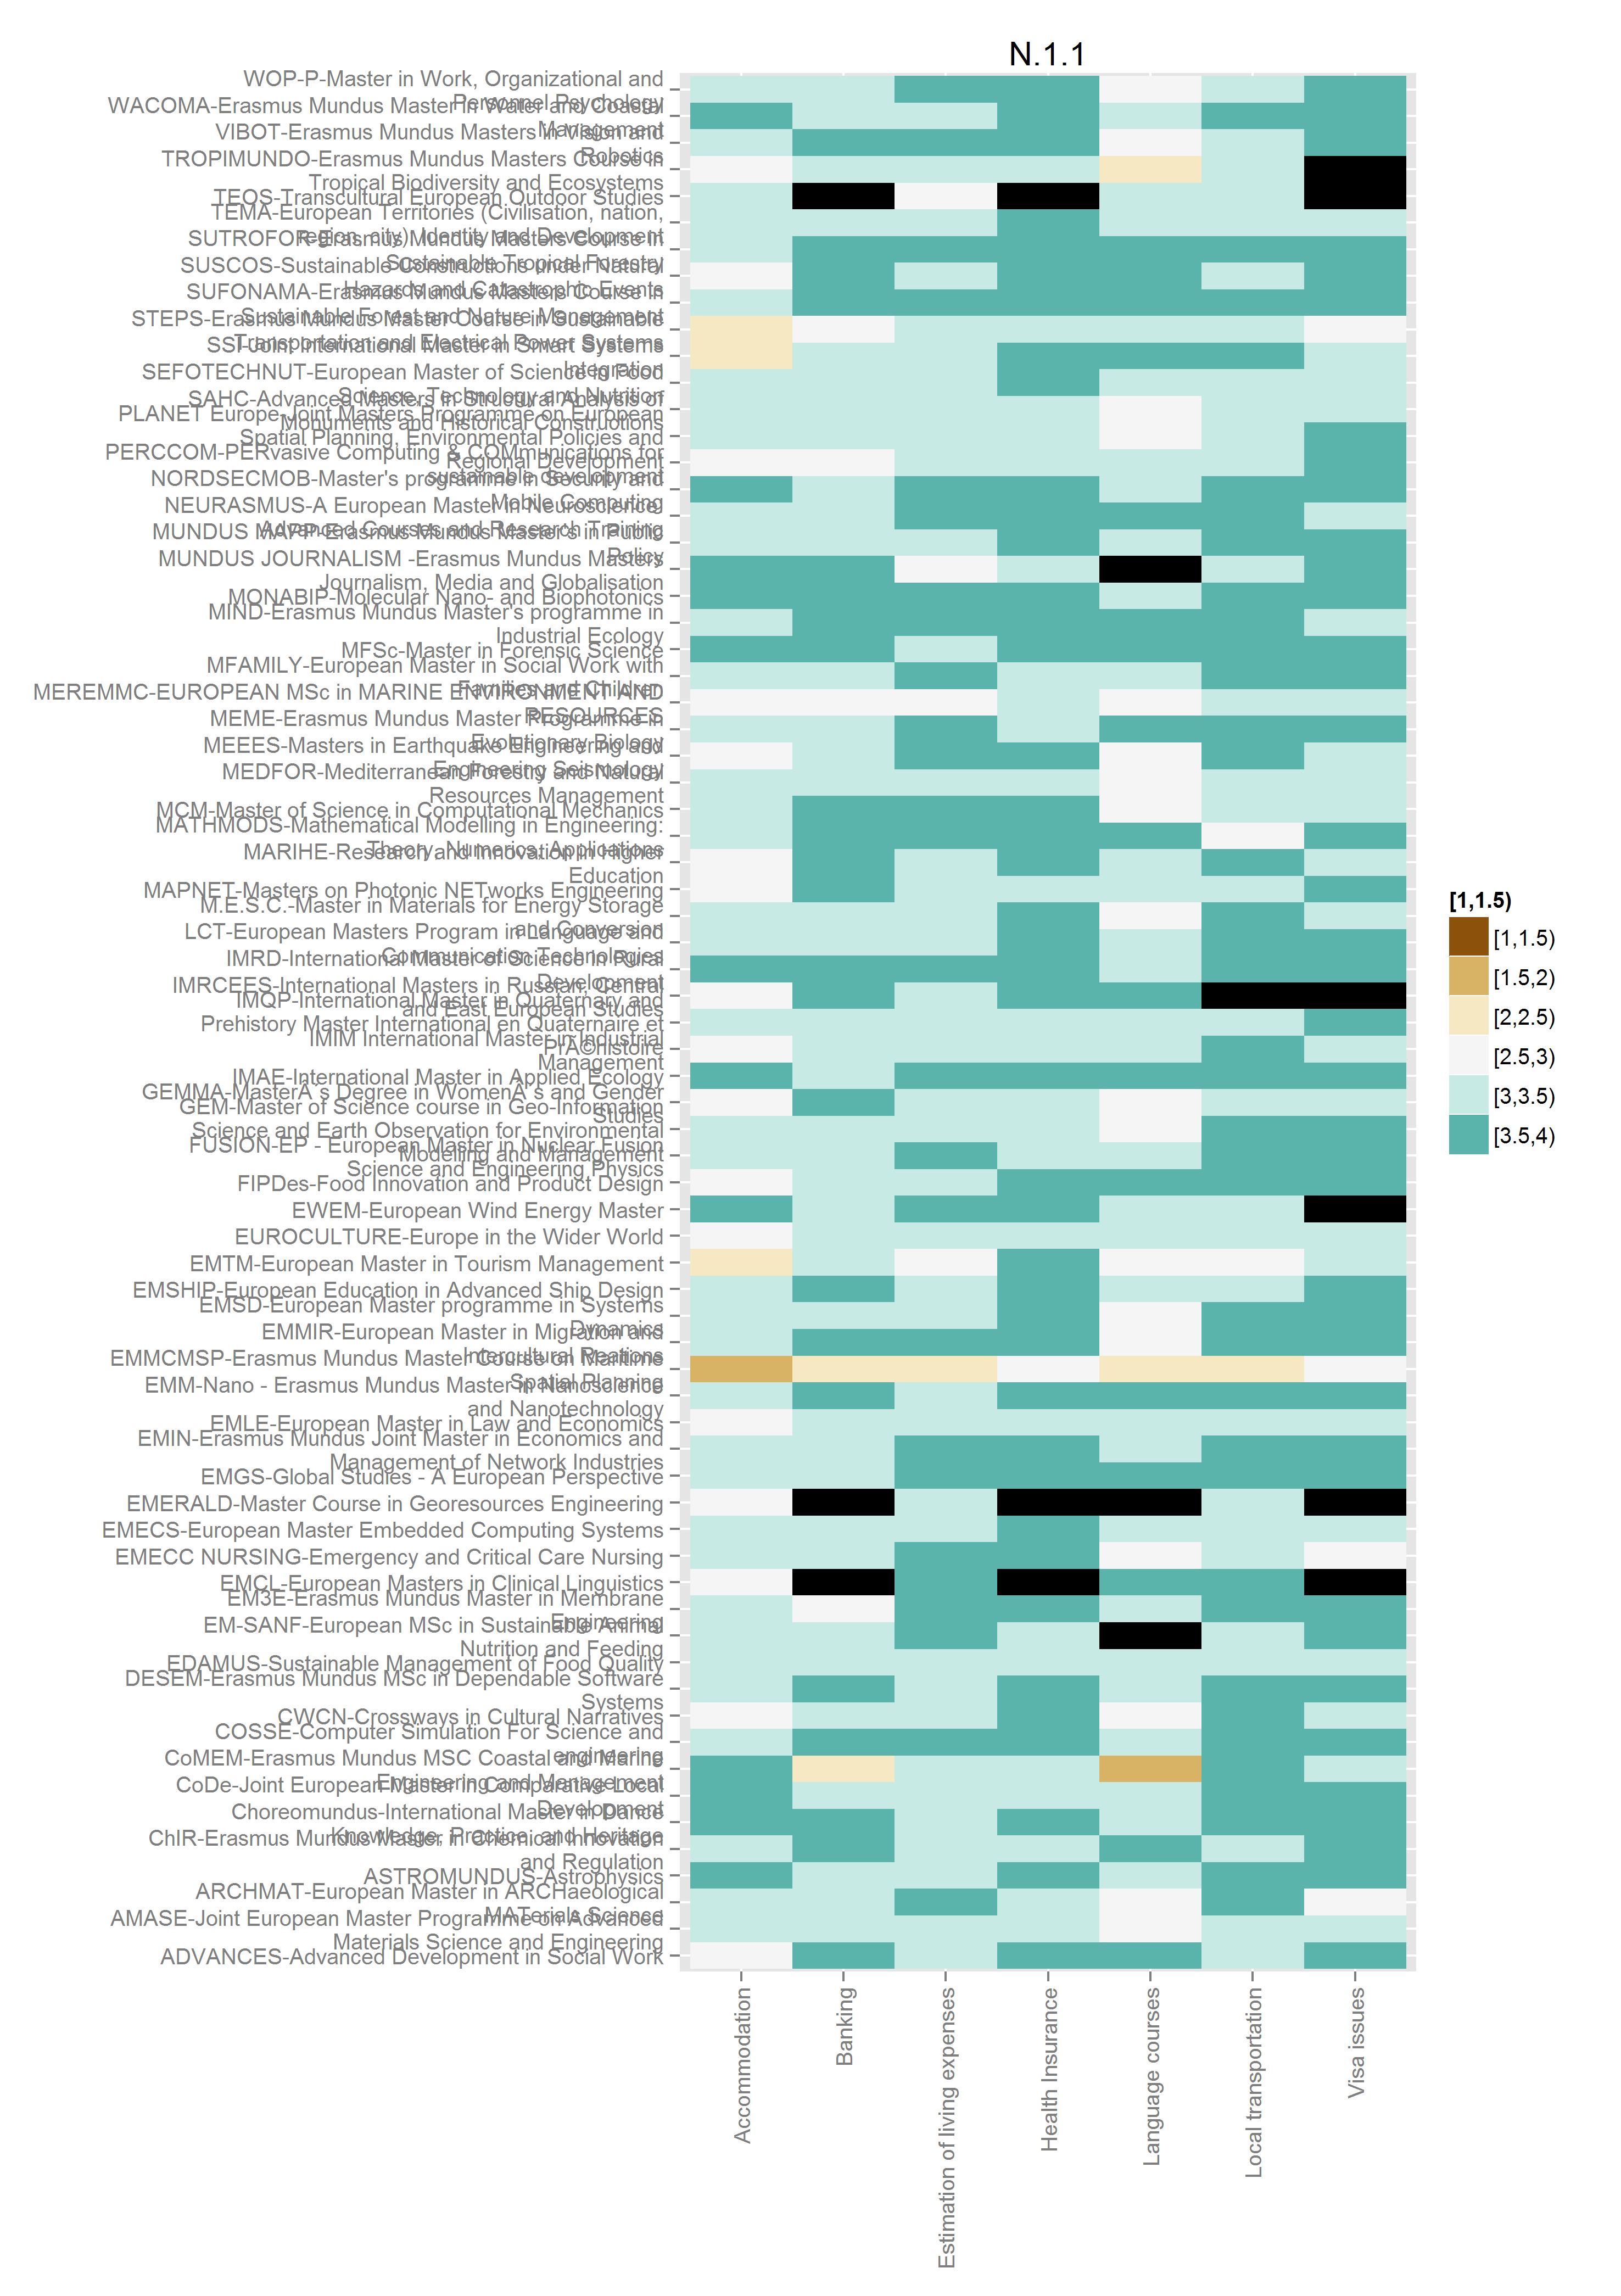 N.1.1
WOP-P-Master in Work, Organizational and
Personnel Psychology
WACOMA-Erasmus Mundus Master in Water and Coastal
Management
VIBOT-Erasmus Mundus Masters in Vision and
Robotics
TROPIMUNDO-Erasmus Mundus Masters Course in
Tropical Biodiversity and Ecosystems
TEOS-Transcultural European Outdoor Studies
TEMA-European Territories (Civilisation, nation,
region, city): Identity and Development
SUTROFOR-Erasmus Mundus Masters Course in
Sustainable Tropical Forestry
SUSCOS-Sustainable Constructions under Natural
Hazards and Catastrophic Events
SUFONAMA-Erasmus Mundus Masters Course in
Sustainable Forest and Nature Management
STEPS-Erasmus Mundus Master Course in Sustainable
Transportation and Electrical Power Systems
SSI-Joint International Master in Smart Systems
Integration
SEFOTECHNUT-European Master of Science in Food
Science, Technology and Nutrition
SAHC-Advanced Masters in Structural Analysis of
Monuments and Historical Constructions
PLANET Europe-Joint Masters Programme on European
Spatial Planning, Environmental Policies and
Regional Development
PERCCOM-PERvasive Computing & COMmunications for
sustainable development
NORDSECMOB-Master's programme in Security and
Mobile Computing
NEURASMUS-A European Master in Neuroscience:
Advanced Courses and Research Training
MUNDUS MAPP-Erasmus Mundus Master's in Public
Policy
MUNDUS JOURNALISM -Erasmus Mundus Masters
Journalism, Media and Globalisation
MONABIP-Molecular Nano- and Biophotonics
MIND-Erasmus Mundus Master's programme in
Industrial Ecology
MFSc-Master in Forensic Science
MFAMILY-European Master in Social Work with
Families and Children
MEREMMC-EUROPEAN MSc in MARINE ENVIRONMENT AND
RESOURCES
MEME-Erasmus Mundus Master Programme in
Evolutionary Biology
MEEES-Masters in Earthquake Engineering and
Engineering Seismology
MEDFOR-Mediterranean Forestry and Natural
Resources Management
MCM-Master of Science in Computational Mechanics
MATHMODS-Mathematical Modelling in Engineering:
Theory, Numerics, Applications
MARIHE-Research and Innovation in Higher
Education
MAPNET-Masters on Photonic NETworks Engineering
M.E.S.C.-Master in Materials for Energy Storage
and Conversion
LCT-European Masters Program in Language and
Communication Technologies
IMRD-International Master of Science in Rural
Development
IMRCEES-International Masters in Russian, Central
and East European Studies
IMQP-International Master in Quaternary and
Prehistory Master International en Quaternaire et
PrÃ©histoire
IMIM International Master in Industrial
Management
IMAE-International Master in Applied Ecology
GEMMA-MasterÂ´s Degree in WomenÂ´s and Gender
Studies
GEM-Master of Science course in Geo-Information
Science and Earth Observation for Environmental
Modelling and Management
FUSION-EP - European Master in Nuclear Fusion
Science and Engineering Physics
FIPDes-Food Innovation and Product Design
EWEM-European Wind Energy Master
EUROCULTURE-Europe in the Wider World
EMTM-European Master in Tourism Management
EMSHIP-European Education in Advanced Ship Design
EMSD-European Master programme in Systems
Dynamics
EMMIR-European Master in Migration and
Intercultural Reations
EMMCMSP-Erasmus Mundus Master Course on Maritime
Spatial Planning
EMM-Nano - Erasmus Mundus Master in Nanoscience
and Nanotechnology
EMLE-European Master in Law and Economics
EMIN-Erasmus Mundus Joint Master in Economics and
Management of Network Industries
EMGS-Global Studies - A European Perspective
EMERALD-Master Course in Georesources Engineering
EMECS-European Master Embedded Computing Systems
EMECC NURSING-Emergency and Critical Care Nursing
EMCL-European Masters in Clinical Linguistics
EM3E-Erasmus Mundus Master in Membrane
Engineering
EM-SANF-European MSc in Sustainable Animal
Nutrition and Feeding
EDAMUS-Sustainable Management of Food Quality
DESEM-Erasmus Mundus MSc in Dependable Software
Systems
CWCN-Crossways in Cultural Narratives
COSSE-Computer Simulation For Science and
engineering
CoMEM-Erasmus Mundus MSC Coastal and Marine
Engineering and Management
CoDe-Joint European Master in Comparative Local
Development
Choreomundus-International Master in Dance
Knowledge, Practice, and Heritage
ChIR-Erasmus Mundus Master in Chemical Innovation
and Regulation
ASTROMUNDUS-Astrophysics
ARCHMAT-European Master in ARCHaeological
MATerials Science
AMASE-Joint European Master Programme on Advanced
Materials Science and Engineering
ADVANCES-Advanced Development in Social Work
Accommodation
Banking
Estimation of living expenses
Health Insurance
Language courses
Local transportation
Visa issues
[1,1.5)
[1,1.5)
[1.5,2)
[2,2.5)
[2.5,3)
[3,3.5)
[3.5,4)